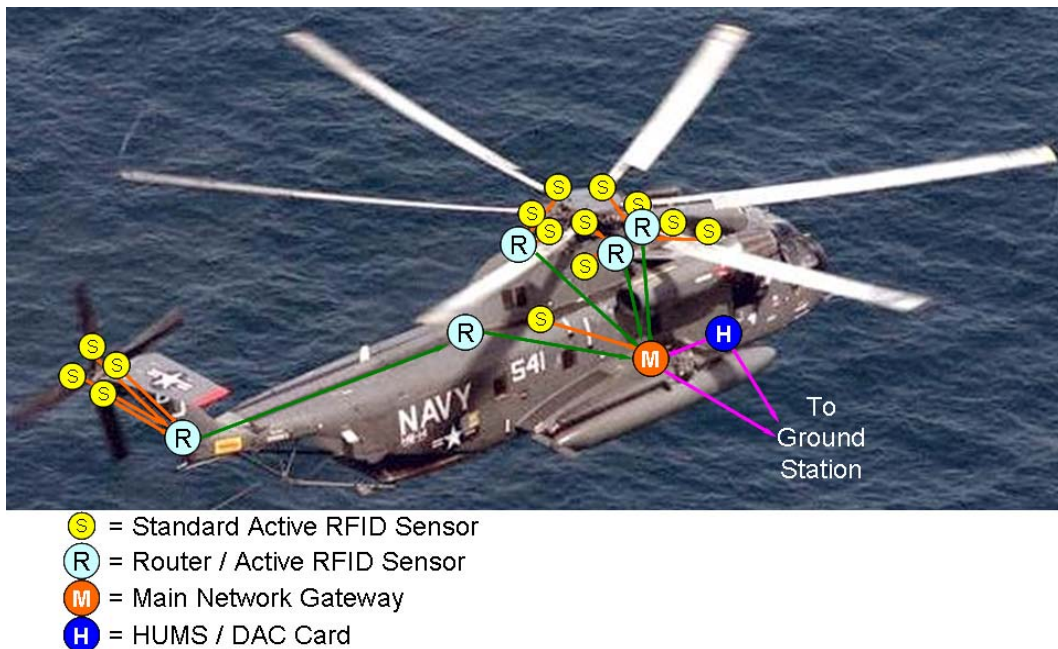 S
S
S
S
S
S
S
R
S
S
R
R
S
R
S
M
H
S
S
S
S
R
541
NAVY
To
Ground
Station
S = Standard Active RFID Sensor
R = Router / Active RFID Sensor
M = Main Network Gateway
H = HUMS / DAC Card